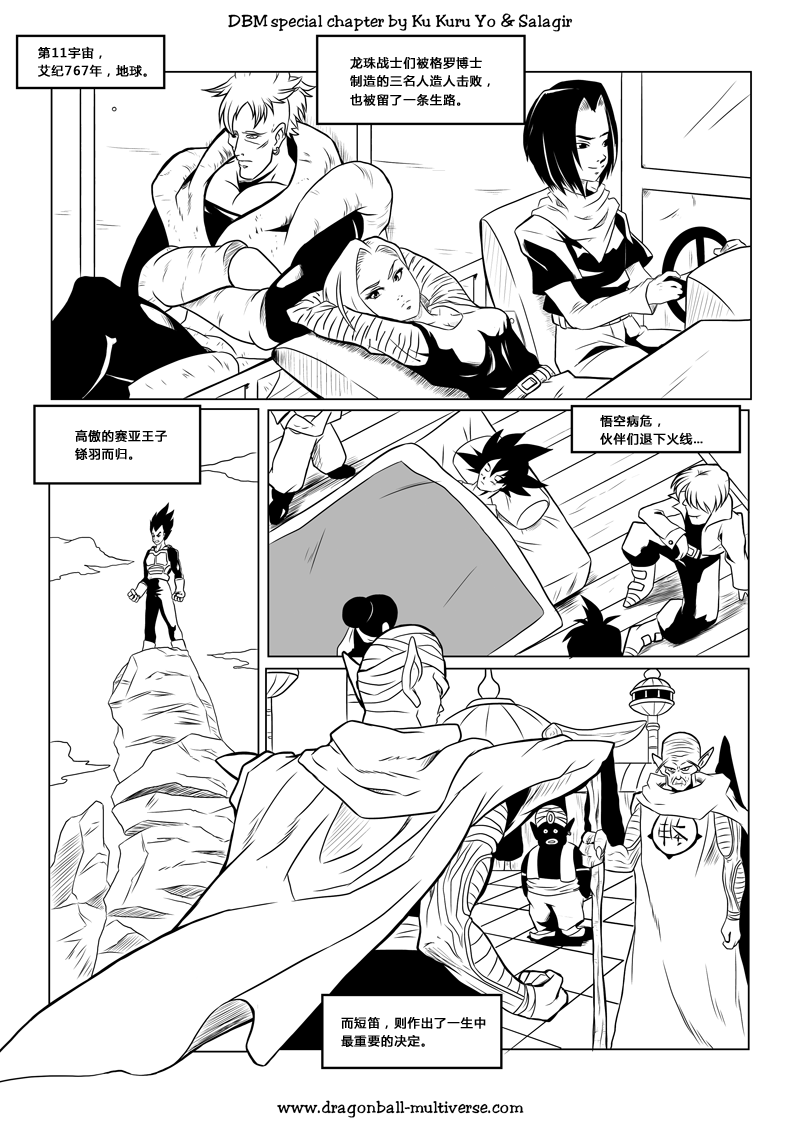 DBM special chapter by Ku Kuru Yo & Salagir
第11宇宙，
艾纪767年，地球。
龙珠战士们被格罗博士
制造的三名人造人击败，
也被留了一条生路。
高傲的赛亚王子
铩羽而归。
悟空病危，
伙伴们退下火线...
而短笛，则作出了一生中
最重要的决定。
www.dragonball-multiverse.com